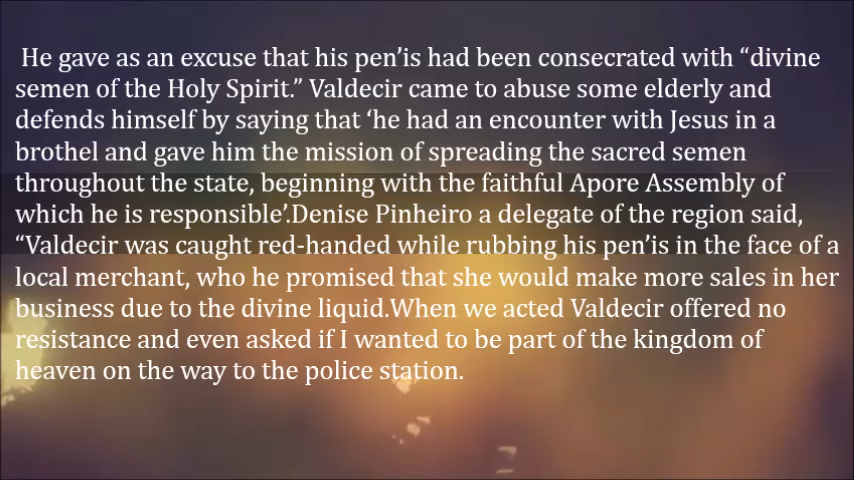 He gave as an excuse that his pen’is had been consecrated with “divine
semen of the Holy Spirit.” Valdecir came to abuse some elderly and
defends himself by saying that ‘he had an encounter with Jesus in a
brothel and gave him the mission of spreading the sacred semen
throughout the state, beginning with the faithful Apore Assembly of
which he is responsible’.Denise Pinheiro a delegate of the region said,
“Valdecir was caught red-handed while rubbing his pen’is in the face of a
local merchant, who he promised that she would make more sales in her
business due to the divine liquid.When we acted Valdecir offered no
resistance and even asked if I wanted to be part of the kingdom of
heaven on the way to the police station.